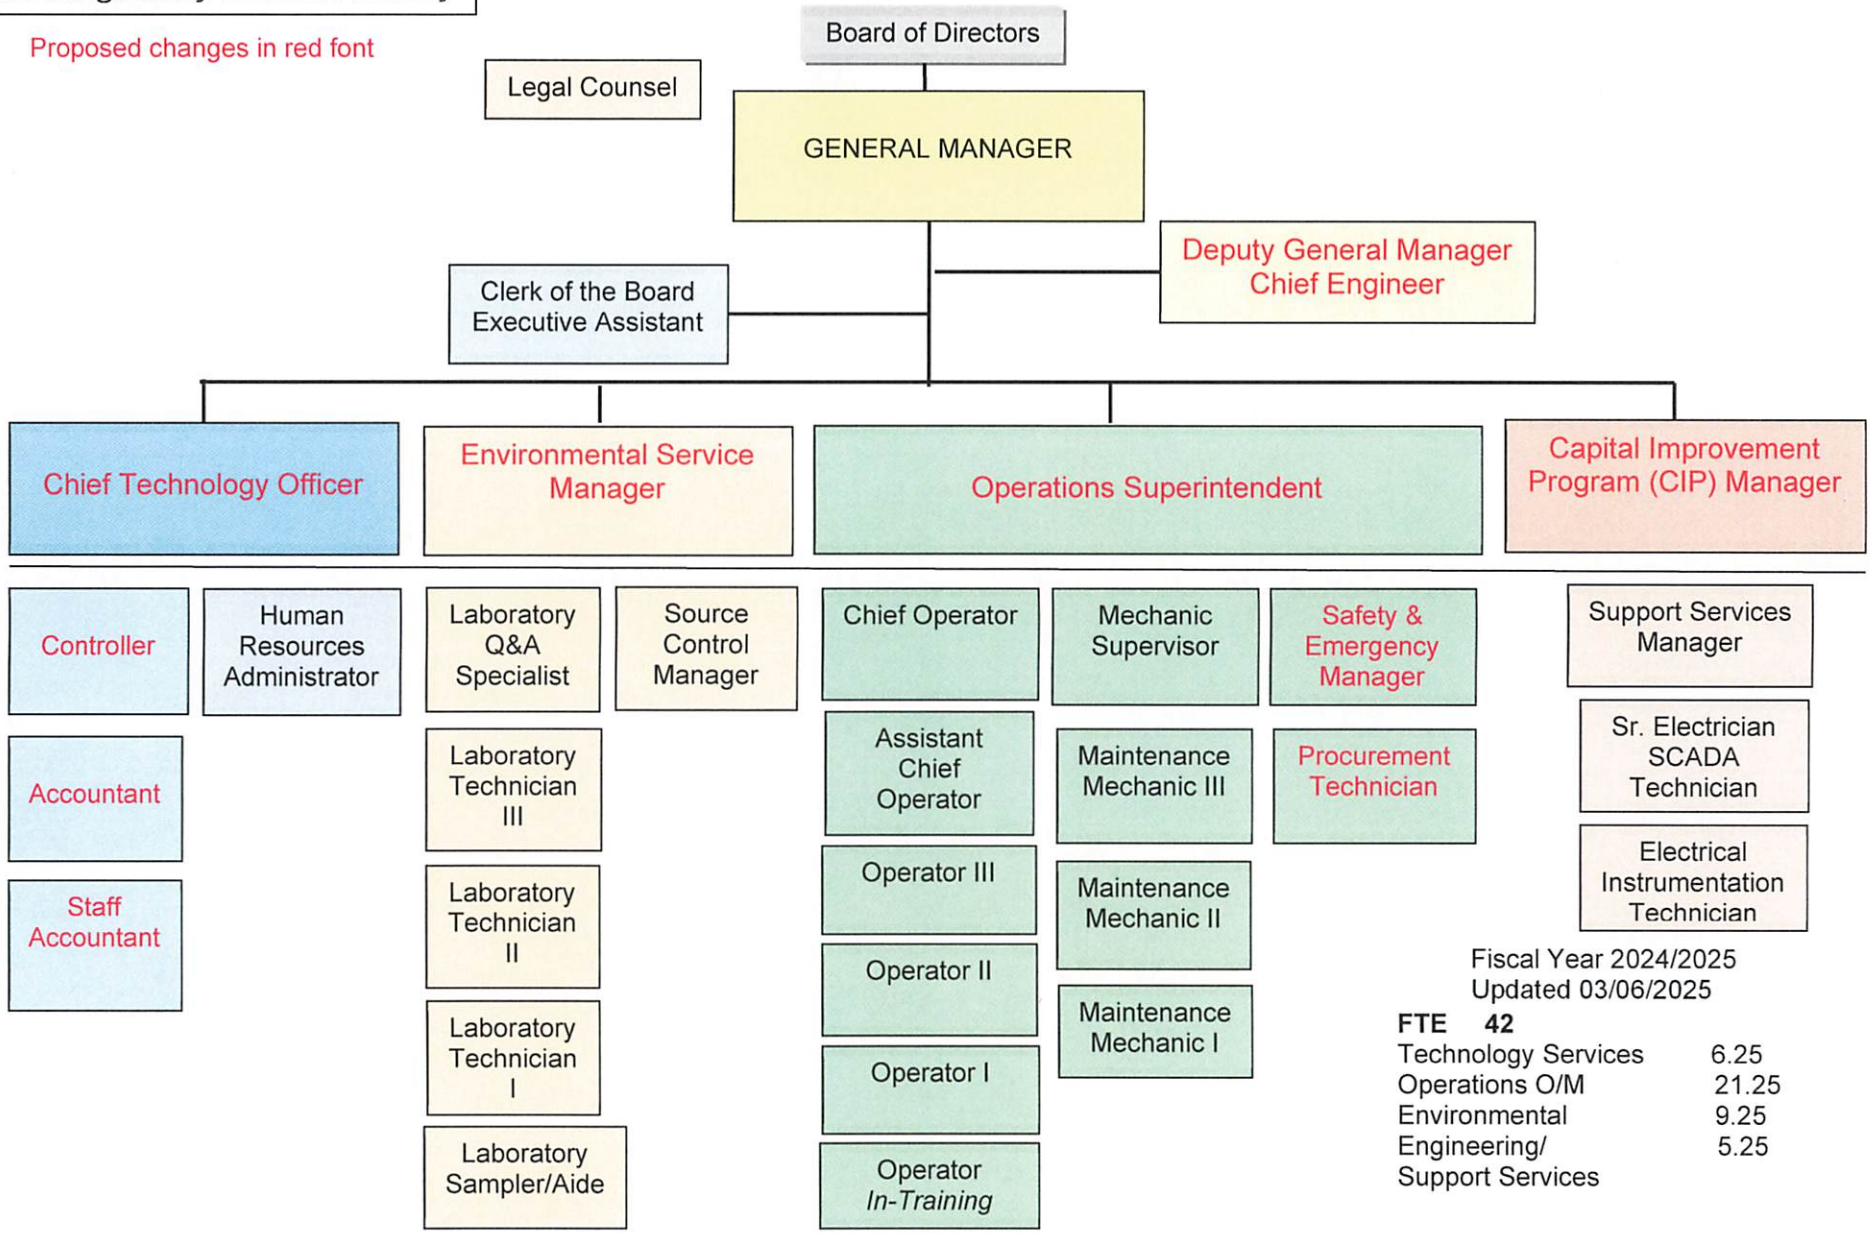 Proposed changes in red font
Board of Directors
Legal Counsel
GENERAL MANAGER
Deputy General Manager
Chief Engineer
Clerk of the Board
Executive Assistant
Chief Technology Officer
Environmental Service
Manager
Operations Superintendent
Capital Improvement
Program (CIP) Manager
Controller
Human
Resources
Administrator
Laboratory
Q&A
Specialist
Source
Control
Manager
Chief Operator
Mechanic
Supervisor
Safety &
Emergency
Manager
Support Services
Manager
Accountant
Laboratory
Technician
III
Assistant
Chief
Operator
Maintenance
Mechanic III
Procurement
Technician
Sr. Electrician
SCADA
Technician
Staff
Accountant
Laboratory
Technician
II
Operator III
Maintenance
Mechanic II
Electrical
Instrumentation
Technician
Laboratory
Technician
I
Operator II
Maintenance
Mechanic I
Operator I
Laboratory
Sampler/Aide
Operator
In-Training
Fiscal Year 2024/2025
Updated 03/06/2025
FTE 42
Technology Services 6.25
Operations O/M 21.25
Environmental 9.25
Engineering/ 5.25
Support Services